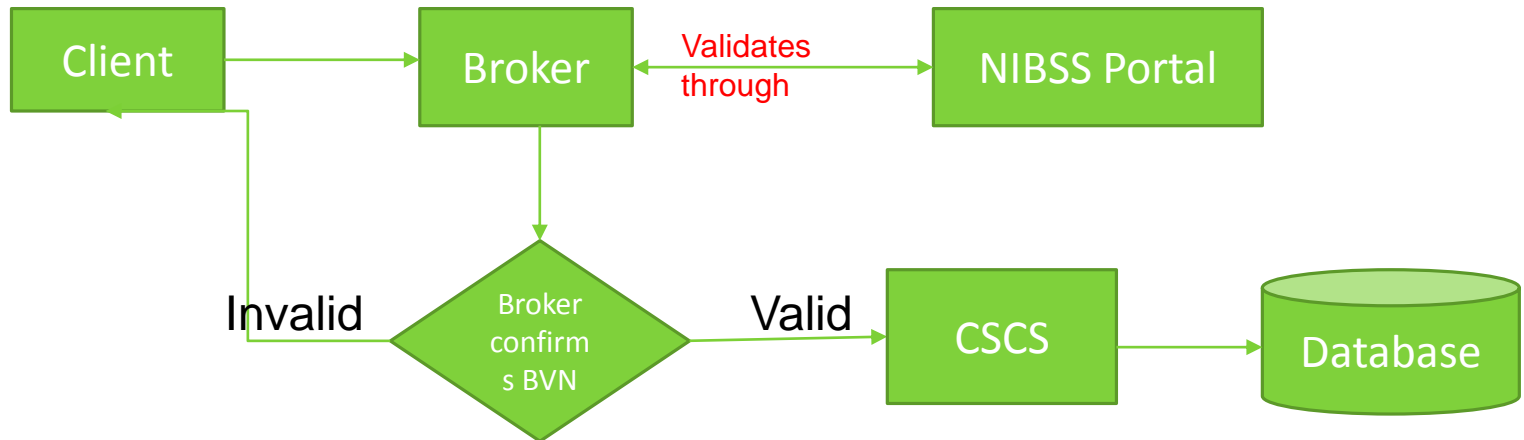 Client
Broker
Validates
through
NIBSS Portal
Invalid
Broker
confirm
s BVN
Valid
CSCS
Database